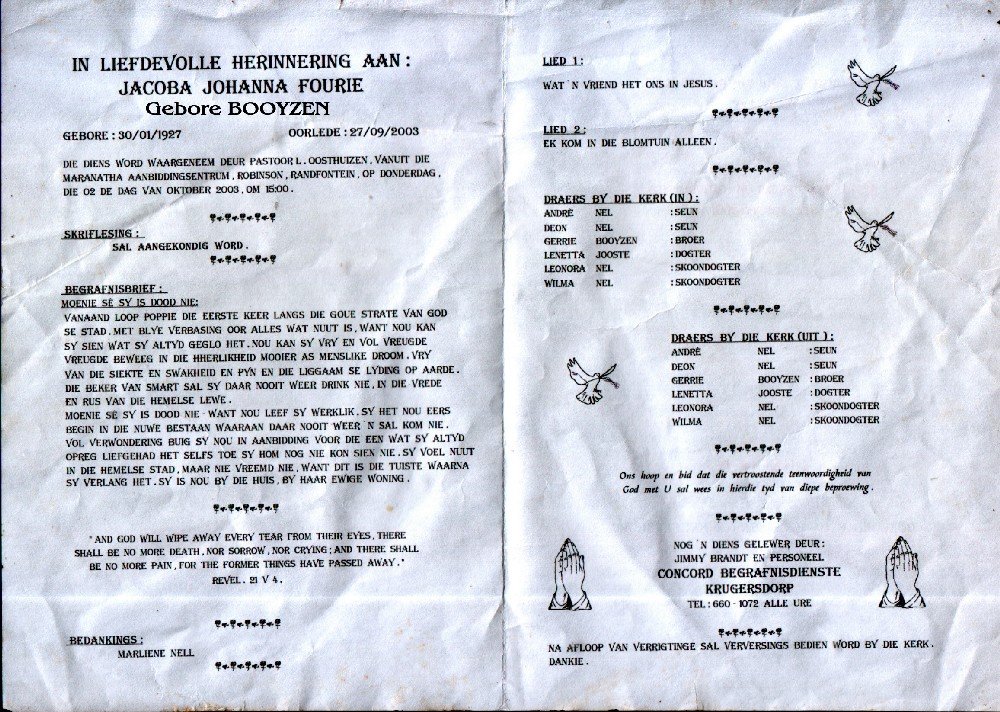 IN LIEFDEVOLLE HERINNERING AAN :
JACOBA JOHANNA FOURIE
Gebore BOOYZEN
GEBORE : 30/01/1927 OORLEDE : 27/09/2003
DIE DIENS WORD WAARGENEEM DEUR PASTOOR L. OOSTHUIZEN, VANUIT DIE
MARANATHA AANBIDDINGSENTRUM, ROBINSON, RANDFONTEIN, OP DONDERDAG,
DIE 02 DE DAG VAN OKTOBER 2003, OM 15:00.
SKRIFLESING :
SAL AANGEKONDIG WORD.
BEGRAFNISBRIEF :
MOENIE SÊ SY IS DOOD NIE:
VANAAND LOOP POPPIE DIE EERSTE KEER LANGS DIE GOUE STRATE VAN GOD
SE STAD, MET BLYE VERBASING OOR ALLES WAT NUUT IS, WANT NOU KAN
SY SIEN WAT SY ALTYD GEGLO HET. NOU KAN SY VRY EN VOL VREUGDE
VREUGDE BEWEEG IN DIE HHERLIKHEID MOOIER AS MENSLIKE DROOM, VRY
VAN DIE SIEKTE EN SWAKHEID EN PYN EN DIE LIGGAAM SE LYDING OP AARDE.
DIE BEKER VAN SMART SAL SY DAAR NOOIT WEER DRINK NIE, IN DIE VREDE
EN RUS VAN DIE HEMELSE LEWE.
MOENIE SÊ SY IS DOOD NIE - WANT NOU LEEF SY WERKLIK. SY HET NOU EERS
BEGIN IN DIE NUWE BESTAAN WAARAAN DAAR NOOIT WEER 'N SAL KOM NIE.
VOL VERWONDERING BUIG SY NOU IN AANBIDDING VOOR DIE EEN WAT SY ALTYD
OPREG LIEFGEHAD HET SELFS TOE SY HOM NOG NIE KON SIEN NIE. SY VOEL NUUT
IN DIE HEMELSE STAD, MAAR NIE VREEMD NIE, WANT DIT IS DIE TUISTE WAARNA
SY VERLANG HET. SY IS NOU BY DIE HUIS, BY HAAR EWIGE WONING.
"AND GOD WILL WIPE AWAY EVERY TEAR FROM THEIR EYES, THERE
SHALL BE NO MORE DEATH, NOR SORROW, NOR CRYING; AND THERE SHALL
BE NO MORE PAIN, FOR THE FORMER THINGS HAVE PASSED AWAY."
REVEL. 21 V 4.
BEDANKINGS :
MARLIENE NELL
LIED 1 :
WAT 'N VRIEND HET ONS IN JESUS.
LIED 2 :
EK KOM IN DIE BLOMTUIN ALLEEN.
DRAERS BY DIE KERK (IN) :
ANDRÈ NEL : SEUN
DEON NEL : SEUN
GERRIE BOOYZEN : BROER
LENETTA JOOSTE : DOGTER
LEONORA NEL : SKOONDOGTER
WILMA NEL : SKOONDOGTER
DRAERS BY DIE KERK (UIT) :
ANDRÈ NEL : SEUN
DEON NEL : SEUN
GERRIE BOOYZEN : BROER
LENETTA JOOSTE : DOGTER
LEONORA NEL : SKOONDOGTER
WILMA NEL : SKOONDOGTER
Ons hoop en bid dat die vertroostende teenwoordigheid van
God met U sal wees in hierdie tyd van diepe beproewing.
NOG 'N DIENS GELEWER DEUR :
JIMMY BRANDT EN PERSONEEL
CONCORD BEGRAFNISDIENSTE
KRUGERSDORP
TEL : 660 - 1072 ALLE URE
NA AFLOOP VAN VERRIGTINGE SAL VERVERSINGS BEDIEN WORD BY DIE KERK.
DANKIE.